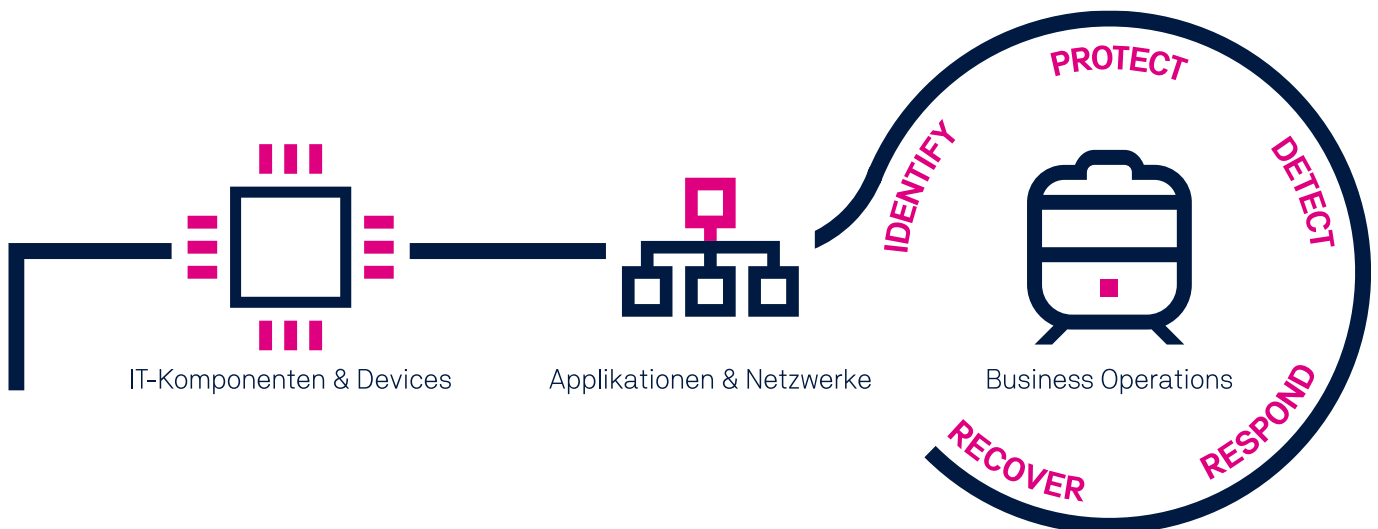 IDENTIFY
PROTECT
DETECT
RESPOND
RECOVER
IT-Komponenten & Devices
Applikationen & Netzwerke
Business Operations